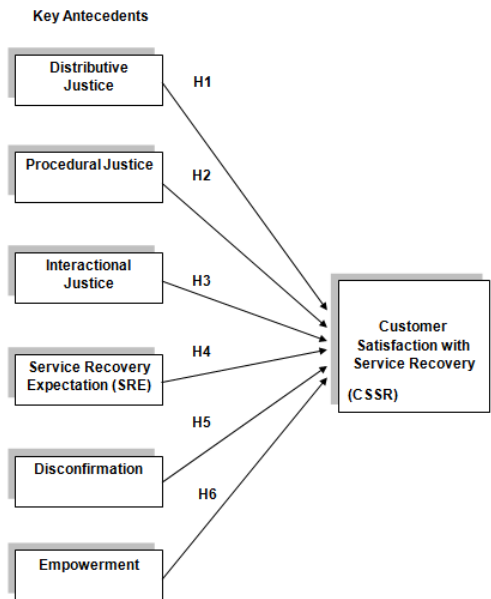 Key Antecedents
Distributive
Justice
H1
Procedural Justice
H2
Interactional
Justice
H3
H4
Service Recovery
Expectation (SRE)
Customer
Satisfaction with
Service Recovery
(CSSR)
H5
Disconfirmation
H6
Empowerment